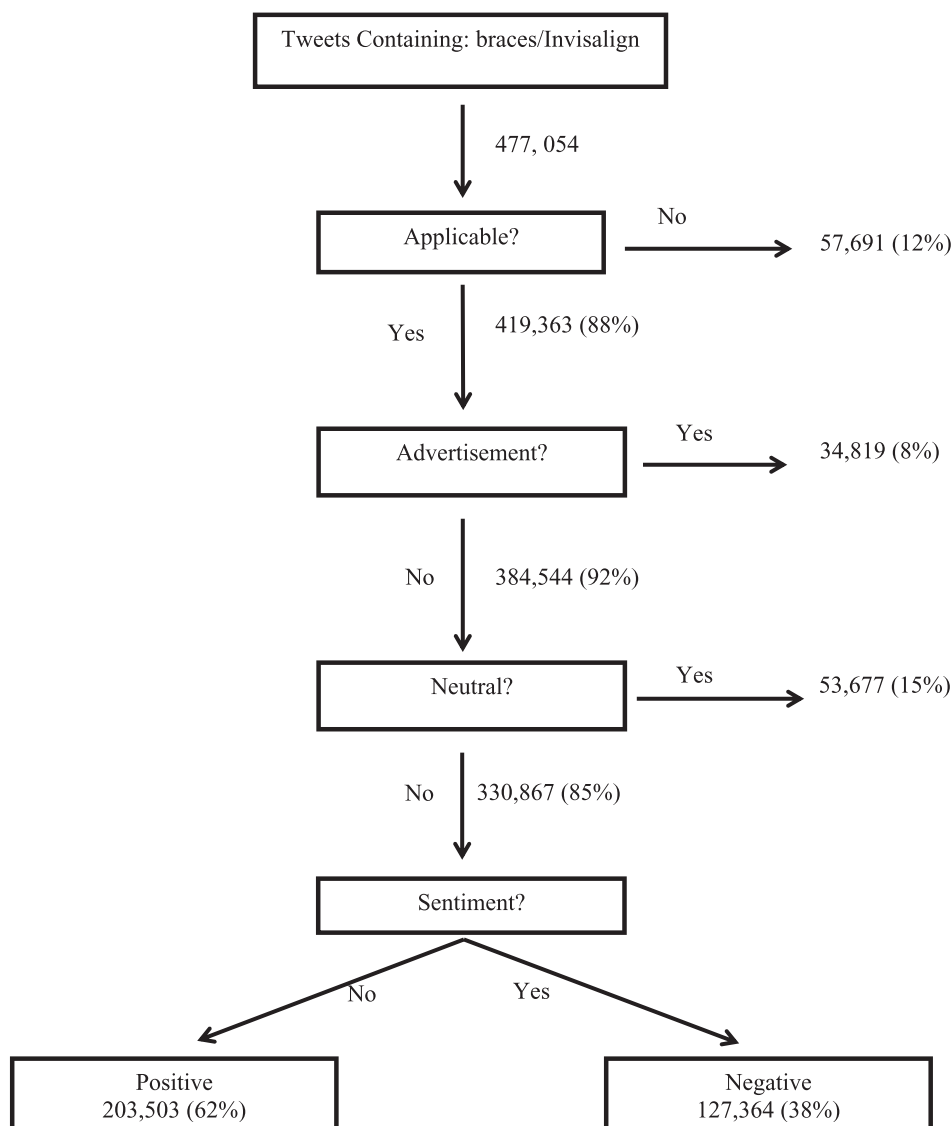 Tweets Containing: braces/Invisalign
477, 054
Applicable?
No
57,691 (12%)
Yes
419,363 (88%)
Advertisement?
Yes
34,819 (8%)
No
384,544 (92%)
Neutral?
Yes
53,677 (15%)
No
330,867 (85%)
Sentiment?
No
Yes
Positive
203,503 (62%)
Negative
127,364 (38%)